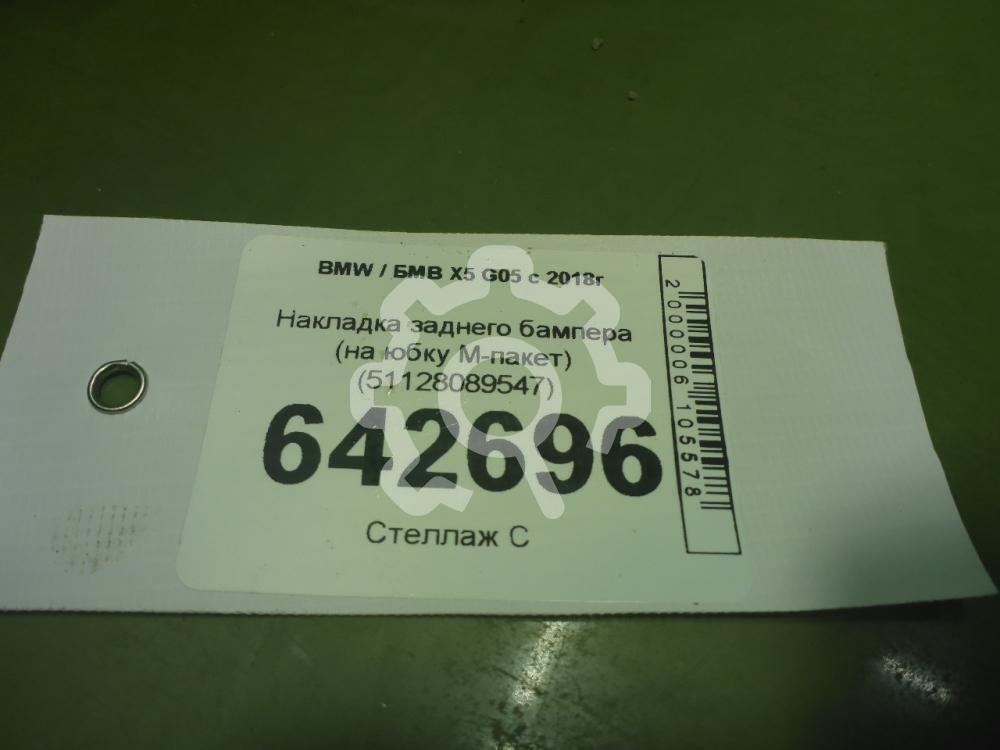 BMW / БМВ X5 G05 с 2018г
Накладка заднего бампера
(на юбку М-пакет)
(51128089547)
642696
Стеллаж С
2000006105578